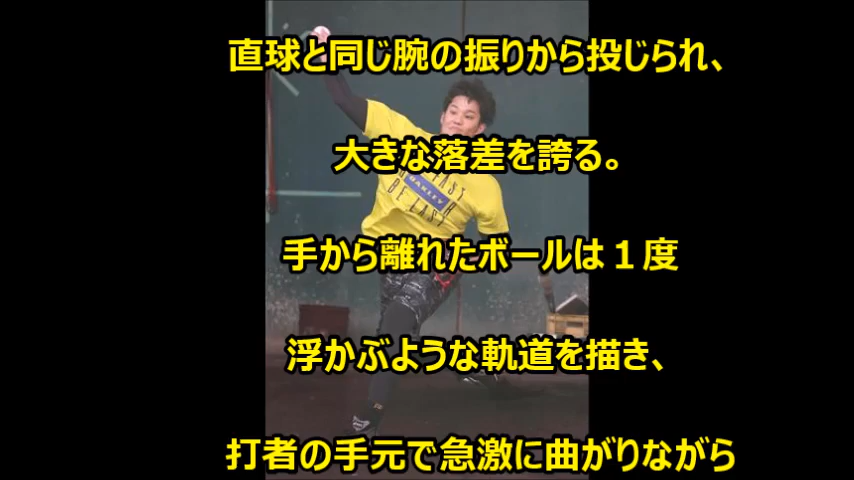 直球と同じ腕の振りから投じられ、
大きな落差を誇る。
手から離れたボールは１度
浮かぶような軌道を描き、
打者の手元で急激に曲がりながら
OAKLEY
BE LAST